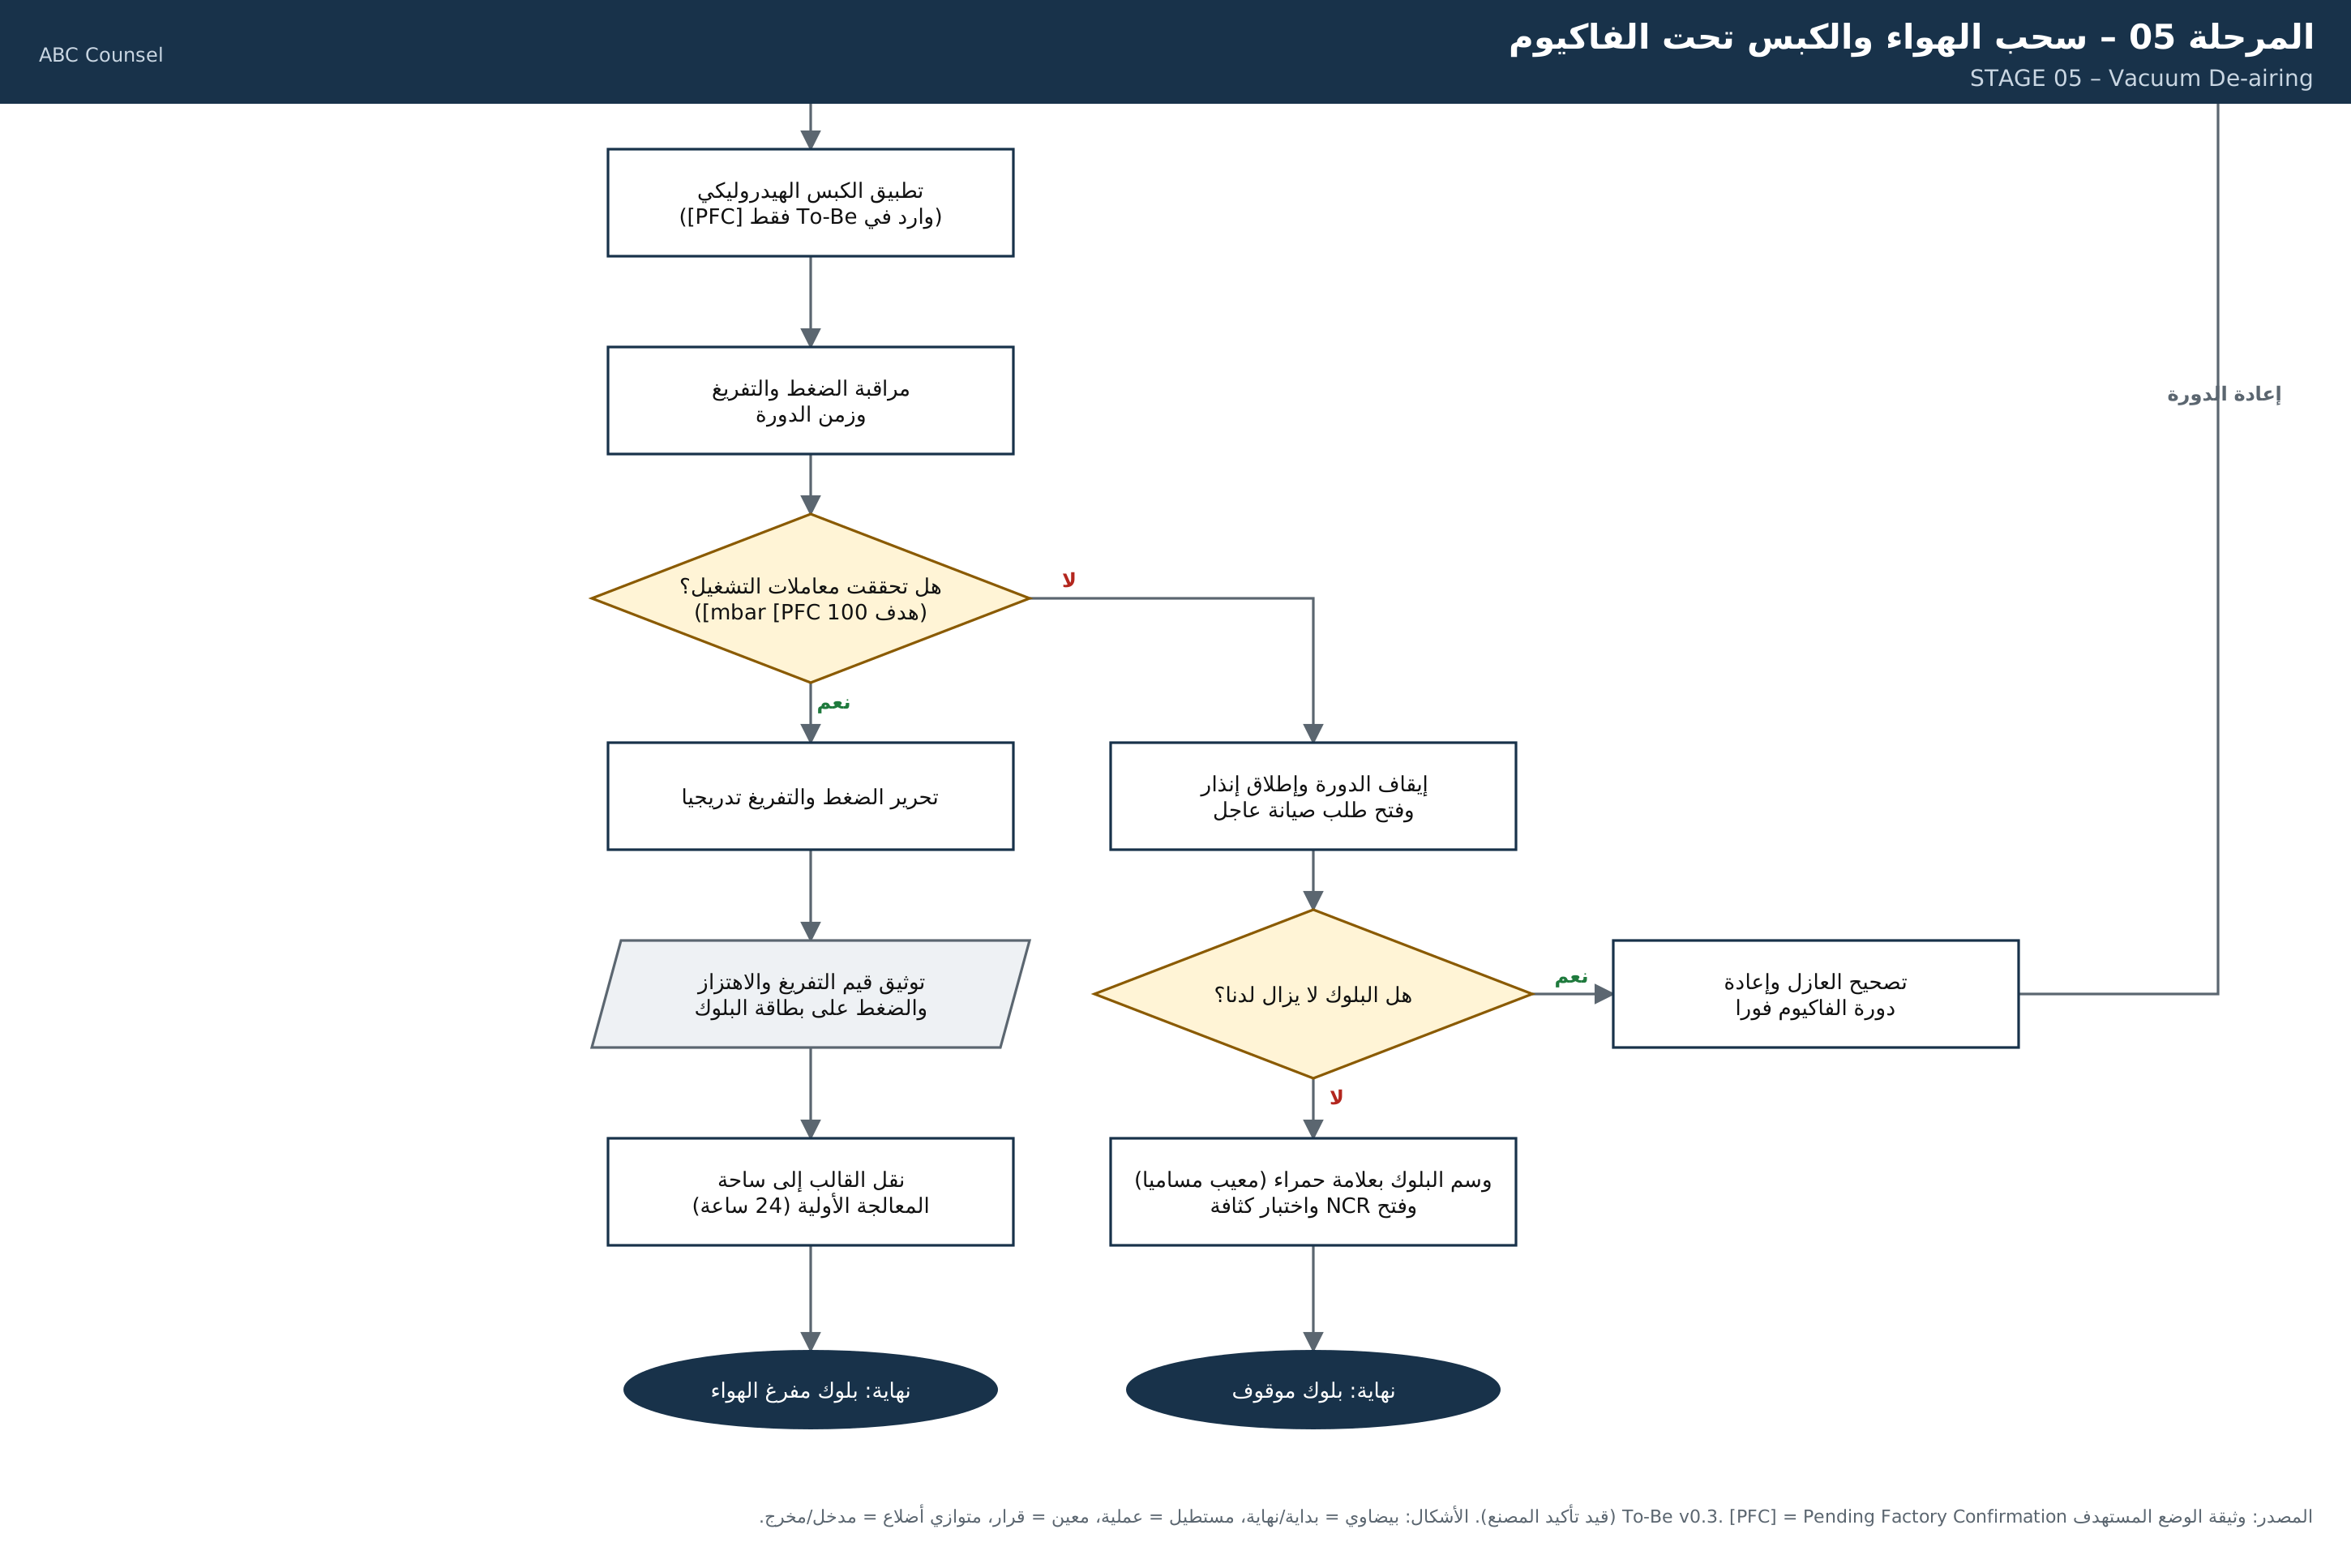 المرحلة 05 – سحب الهواء والكبس تحت الفاكيوم
STAGE 05 – Vacuum De-airing
ABC Counsel
تطبيق الكبس الهيدروليكي
(وارد في To-Be فقط [PFC])
مراقبة الضغط والتفريغ
وزمن الدورة
إعادة الدورة
هل تحققت معاملات التشغيل؟
(هدف 100 mbar [PFC])
لا
نعم
تحرير الضغط والتفريغ تدريجيا
إيقاف الدورة وإطلاق إنذار
وفتح طلب صيانة عاجل
توثيق قيم التفريغ والاهتزاز
والضغط على بطاقة البلوك
هل البلوك لا يزال لدنا؟
نعم
تصحيح العازل وإعادة
دورة الفاكيوم فورا
لا
نقل القالب إلى ساحة
المعالجة الأولية (24 ساعة)
وسم البلوك بعلامة حمراء (معيب مساميا)
وفتح NCR واختبار كثافة
نهاية: بلوك مفرغ الهواء
نهاية: بلوك موقوف
المصدر: وثيقة الوضع المستهدف To-Be v0.3. [PFC] = Pending Factory Confirmation (قيد تأكيد المصنع). الأشكال: بيضاوي = بداية/نهاية، مستطيل = عملية، معين = قرار، متوازي أضلاع = مدخل/مخرج.